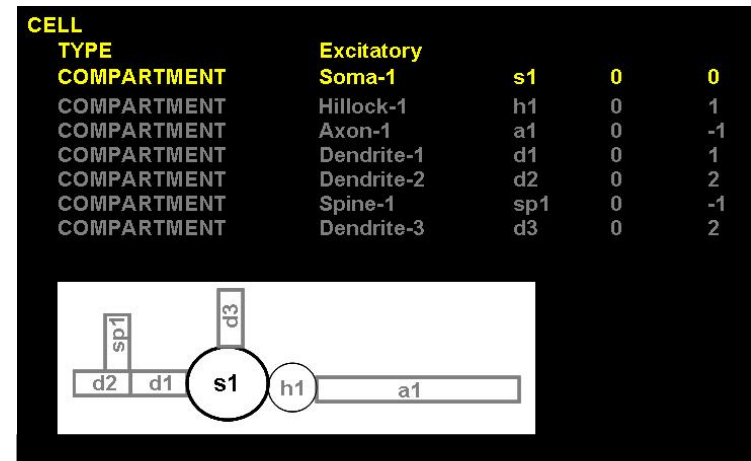 CELL
TYPE Excitatory
COMPARTMENT Soma-1 s1 0 0
COMPARTMENT Hillock-1 h1 0 1
COMPARTMENT Axon-1 a1 0 -1
COMPARTMENT Dendrite-1 d1 0 1
COMPARTMENT Dendrite-2 d2 0 2
COMPARTMENT Spine-1 sp1 0 -1
COMPARTMENT Dendrite-3 d3 0 2
sp1
d3
d2 d1 s1 h1 a1